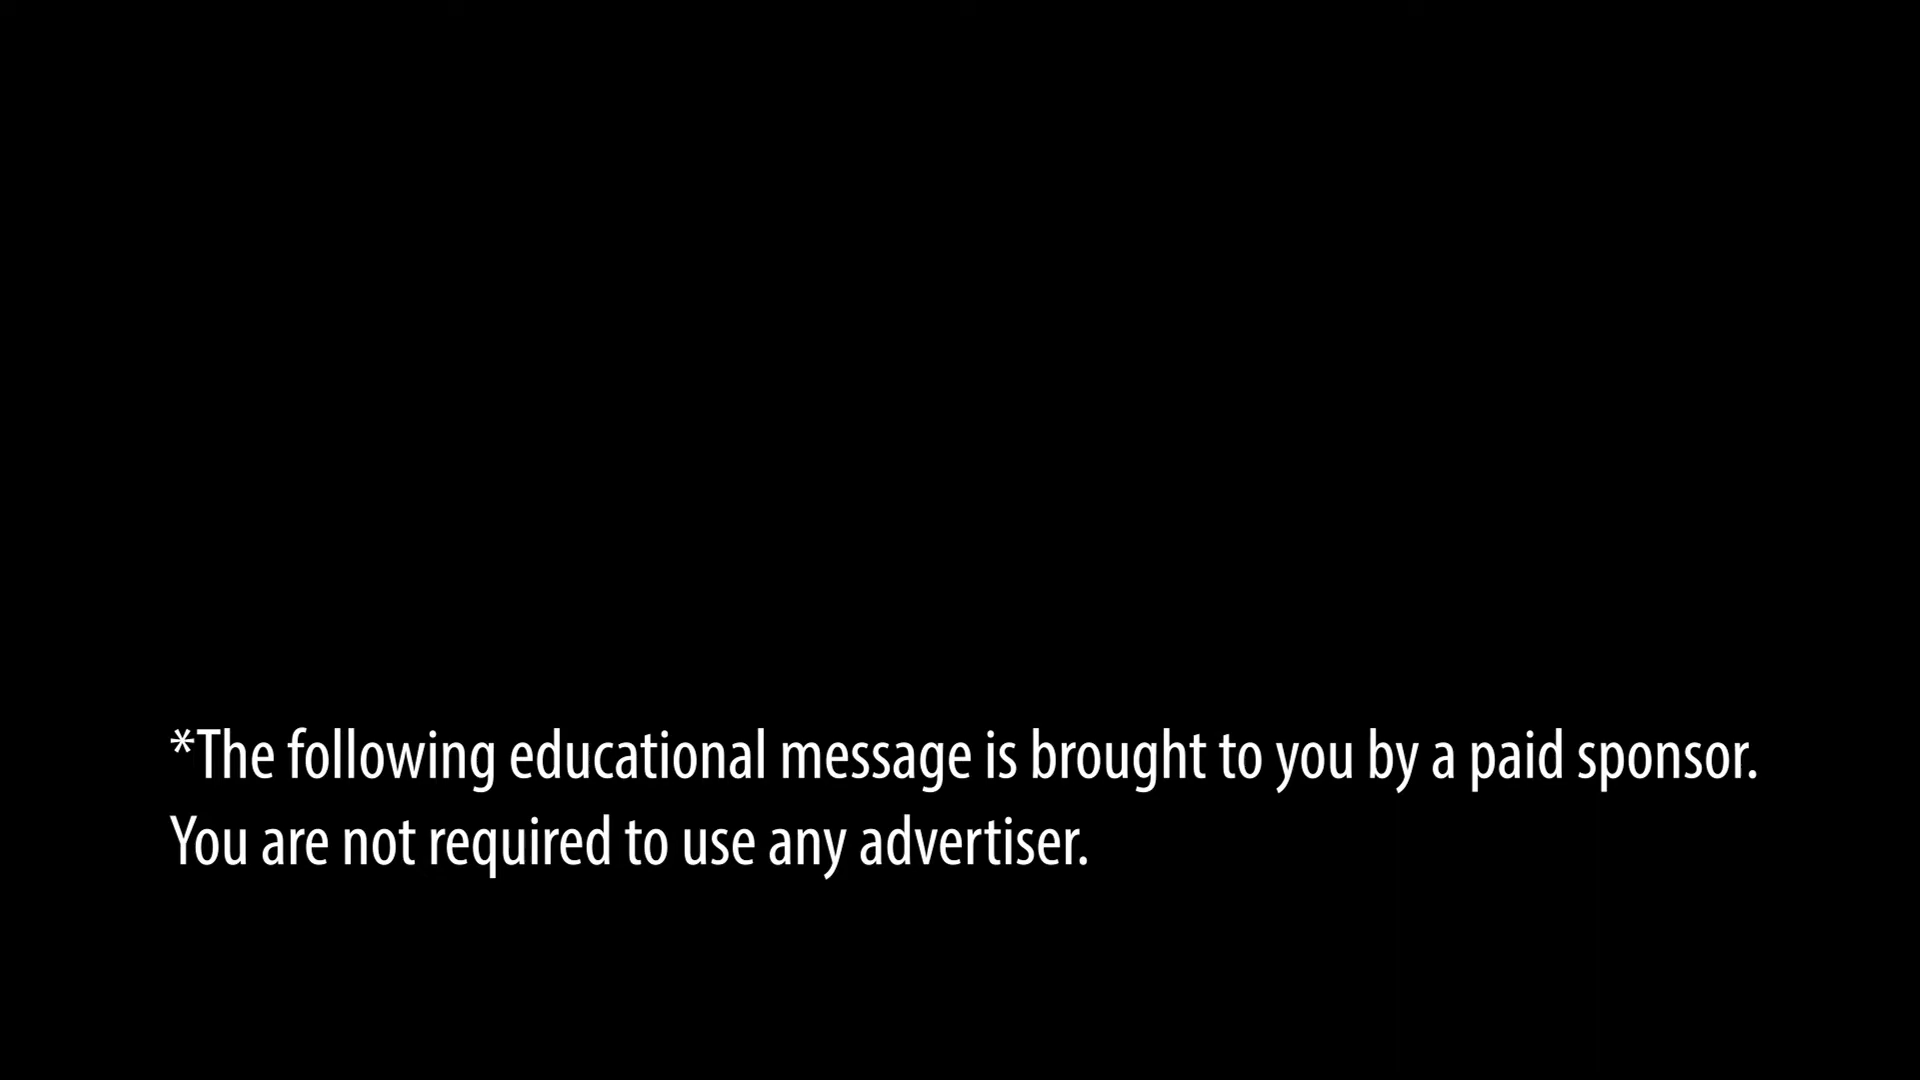 *The following educational message is brought to you by a paid sponsor.
You are not required to use any advertiser.